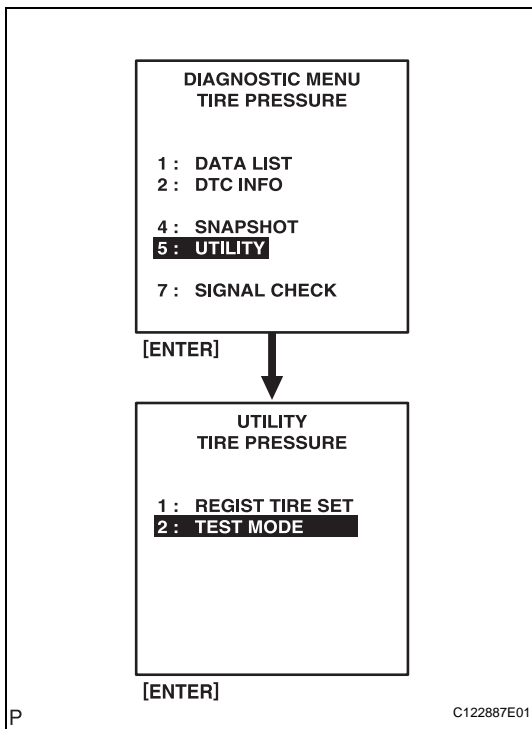 DIAGNOSTIC MENU
TIRE PRESSURE
1 : DATA LIST
2 : DTC INFO
4 : SNAPSHOT
5 : UTILITY
7 : SIGNAL CHECK
[ENTER]
UTILITY
TIRE PRESSURE
1 : REGIST TIRE SET
2 : TEST MODE
[ENTER]
P
C122887E01